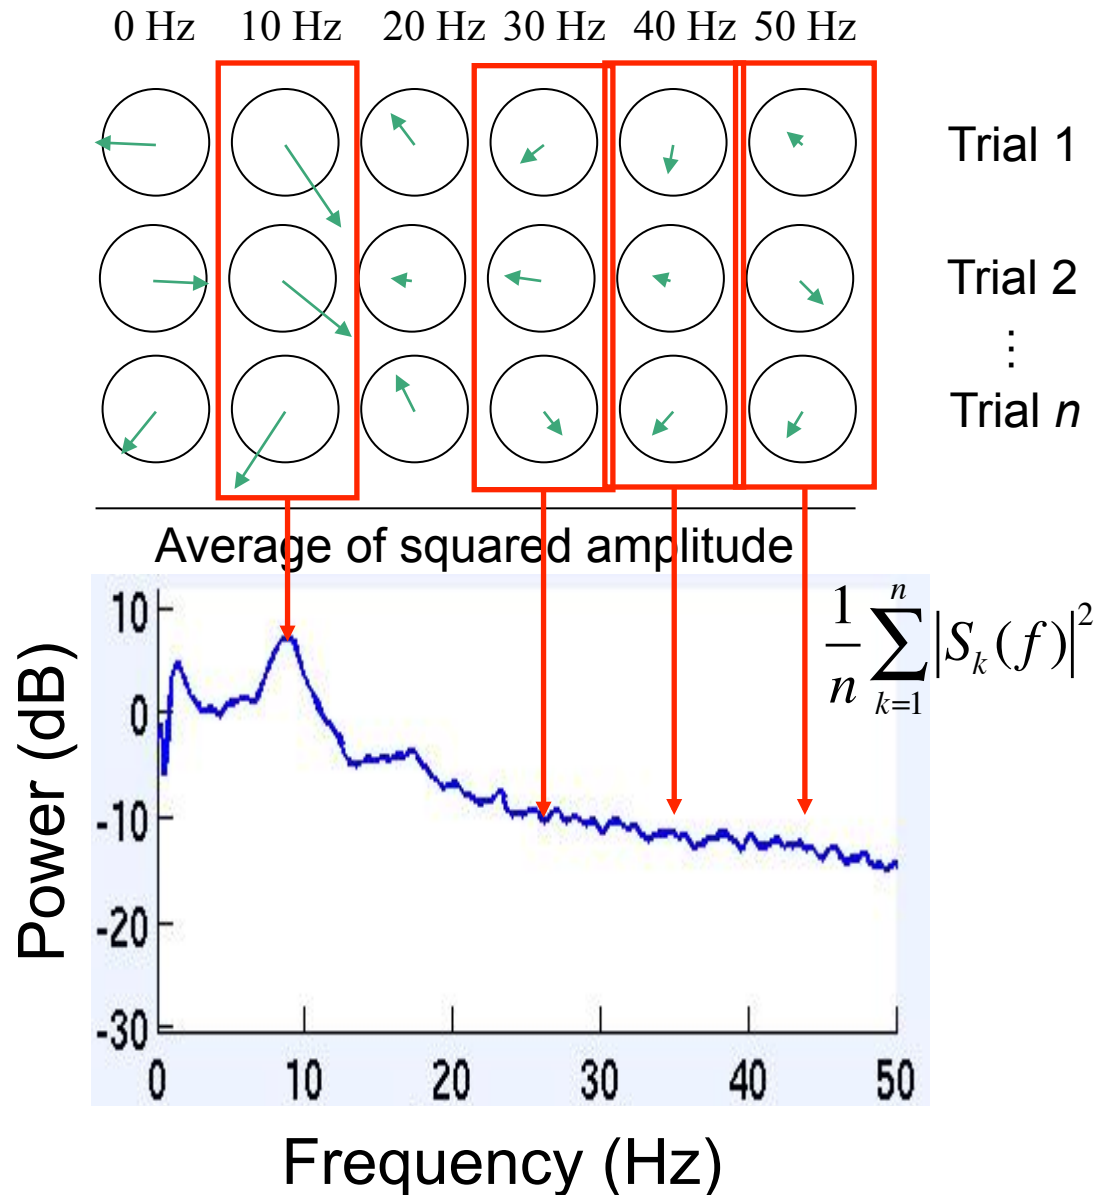 0 Hz 10 Hz 20 Hz 30 Hz 40 Hz 50 Hz
Trial 1
Trial 2
⋮
Trial n
Average of squared amplitude
\frac{1}{n}\sum_{k=1}^{n}|S_k(f)|^2
Power (dB)
10
0
-10
-20
-30
0 10 20 30 40 50
Frequency (Hz)